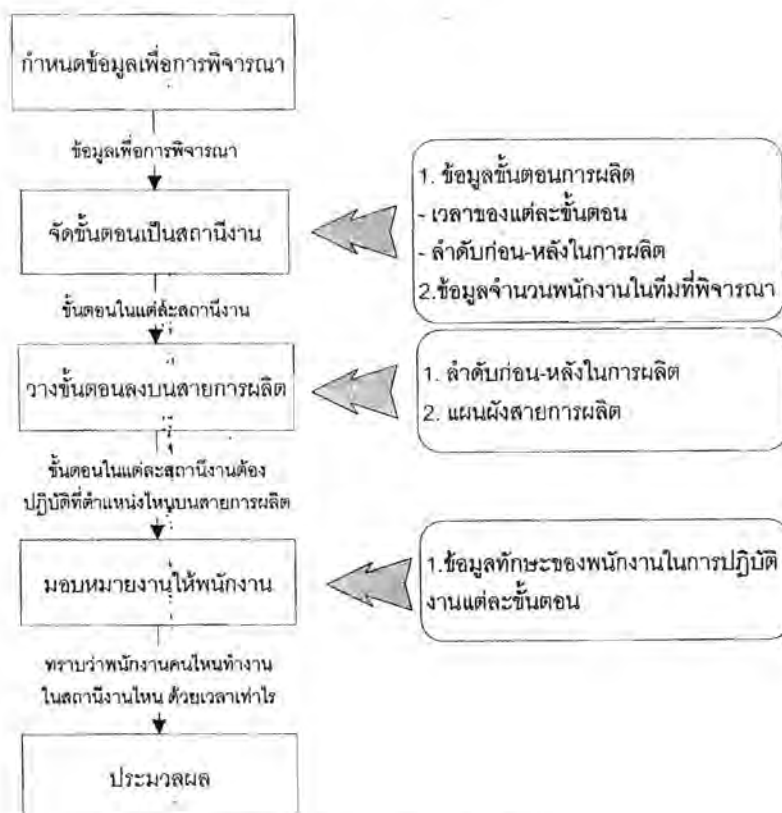 กำหนดข้อมูลเพื่อการพิจารณา
ข้อมูลเพื่อการพิจารณา
จัดขั้นตอนเป็นสถานีงาน
1. ข้อมูลขั้นตอนการผลิต
- เวลาของแต่ละขั้นตอน
- ลำดับก่อน-หลังในการผลิต
2.ข้อมูลจำนวนพนักงานในทีมที่พิจารณา
ขั้นตอนในแต่ละสถานีงาน
วางขั้นตอนลงบนสายการผลิต
1. ลำดับก่อน-หลังในการผลิต
2. แผนผังสายการผลิต
ขั้นตอนในแต่ละสถานีงานต้อง
ปฏิบัติที่ตำแหน่งไหนบนสายการผลิต
มอบหมายงานให้พนักงาน
1.ข้อมูลทักษะของพนักงานในการปฏิบัติ
งานแต่ละขั้นตอน
ทราบว่าพนักงานคนไหนทำงาน
ในสถานีงานไหน ด้วยเวลาเท่าไร
ประมวลผล